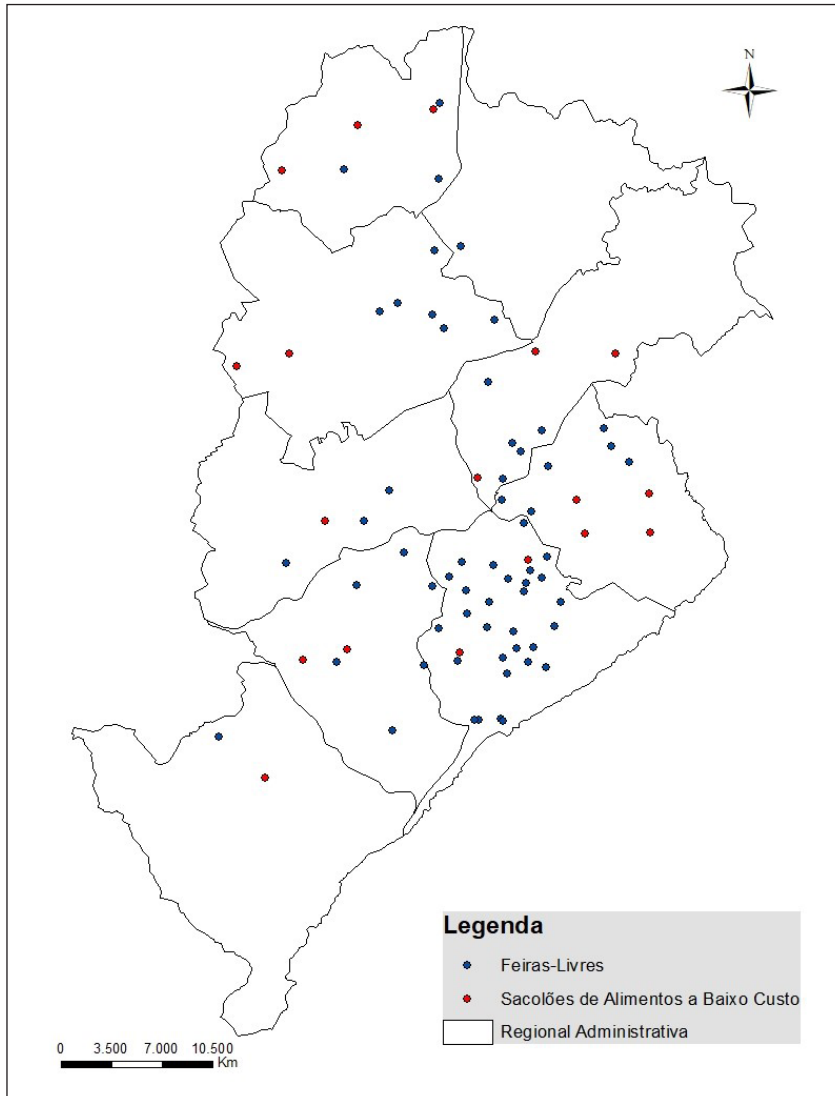 N
Legenda
Feiras-Livres
Sacolões de Alimentos a Baixo Custo
Regional Administrativa
0 3.500 7.000 10.500
Km